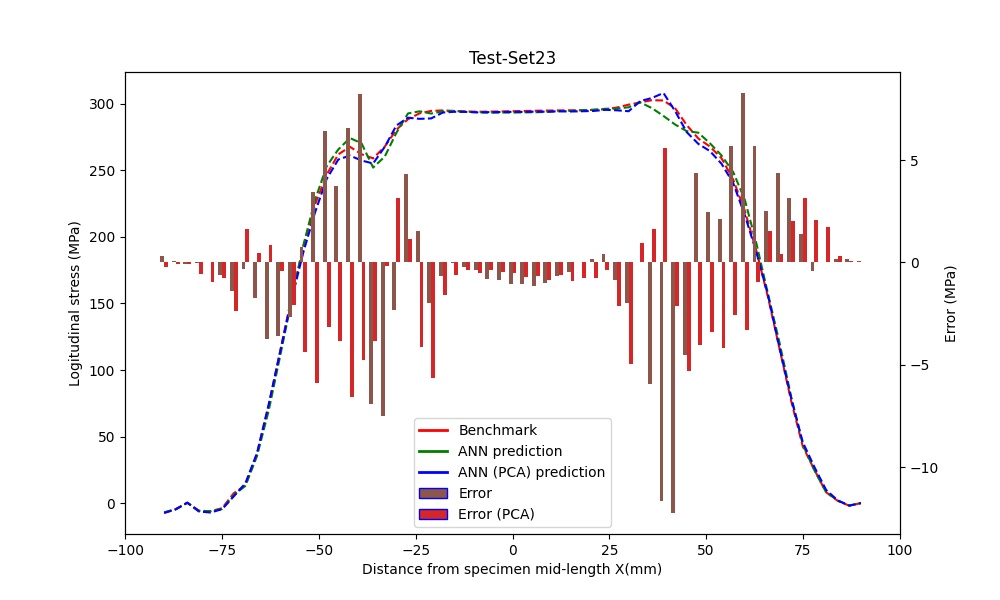 Test-Set23
Logitudinal stress (MPa)
300
250
200
150
100
50
0
5
0
−5
−10
Error (MPa)
Benchmark
ANN prediction
ANN (PCA) prediction
Error
Error (PCA)
−100 −75 −50 −25 0 25 50 75 100
Distance from specimen mid-length X(mm)